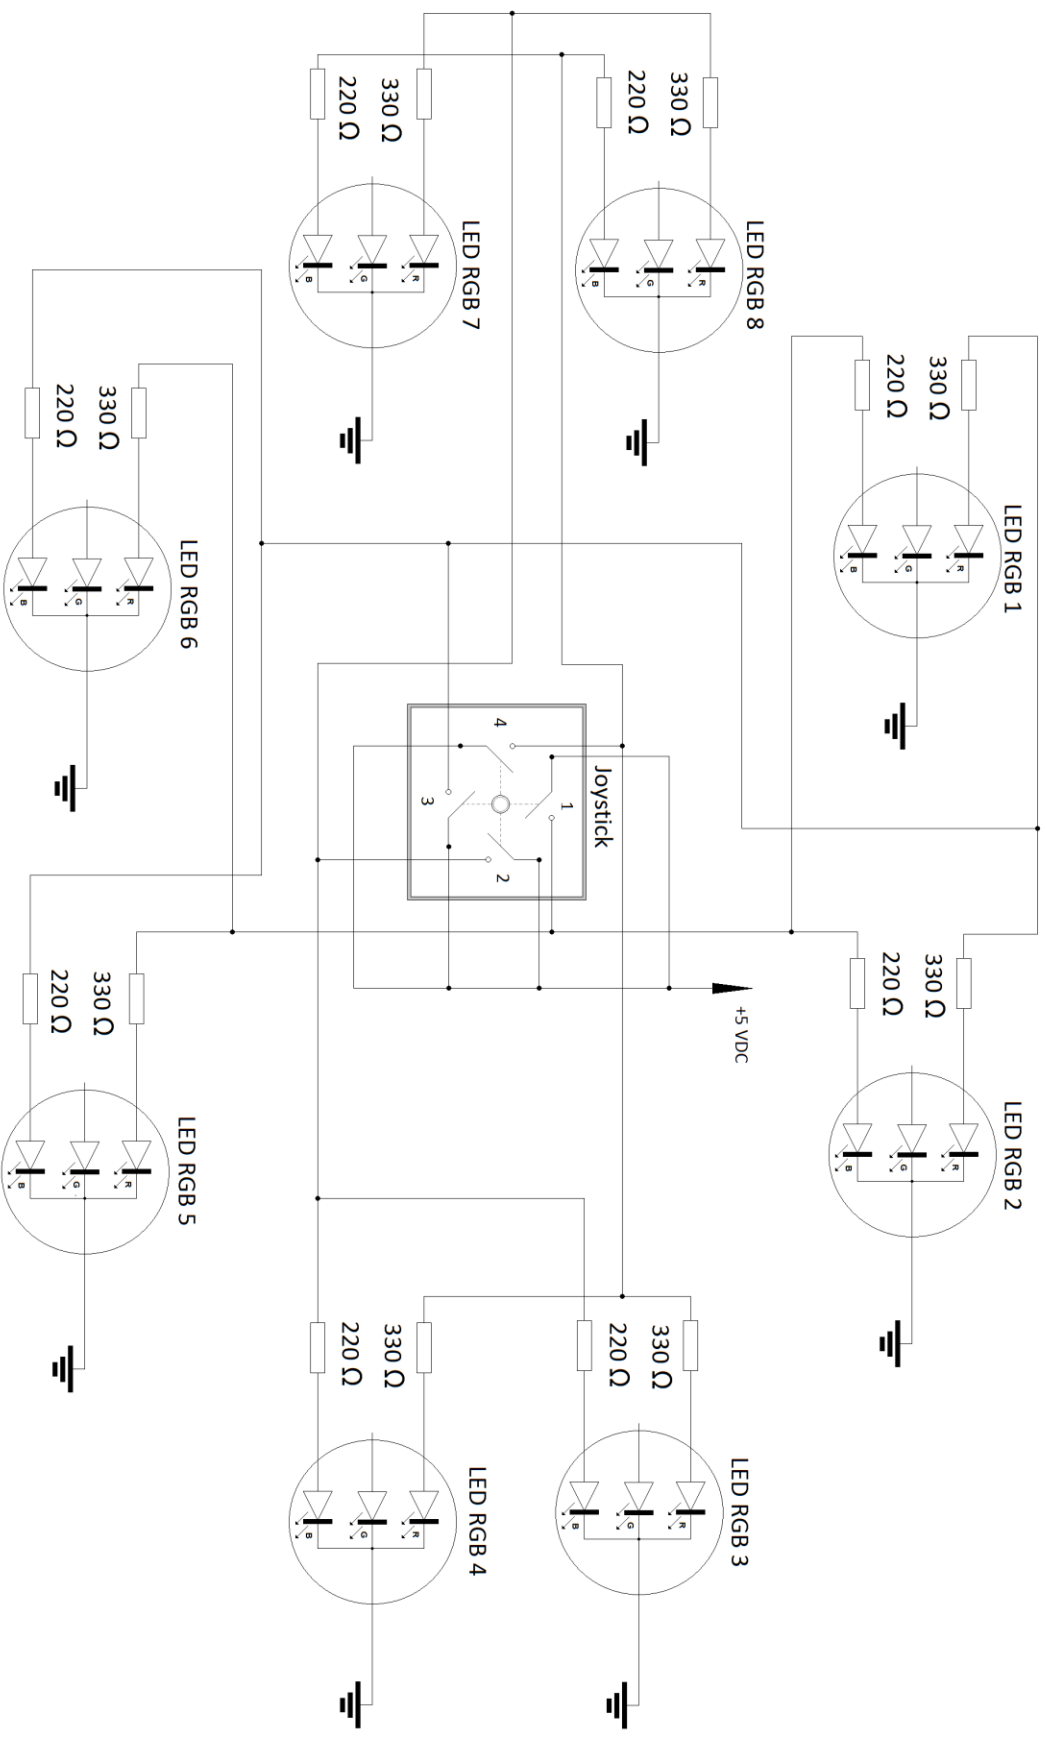 LED RGB 1
330 Ω
220 Ω
R
G
B
LED RGB 2
330 Ω
220 Ω
R
G
B
LED RGB 8
330 Ω
220 Ω
R
G
B
+5 VDC
LED RGB 3
330 Ω
220 Ω
R
G
B
Joystick
1
4
2
3
LED RGB 7
330 Ω
220 Ω
R
G
B
LED RGB 4
330 Ω
220 Ω
R
G
B
LED RGB 6
330 Ω
220 Ω
R
G
B
LED RGB 5
330 Ω
220 Ω
R
G
B